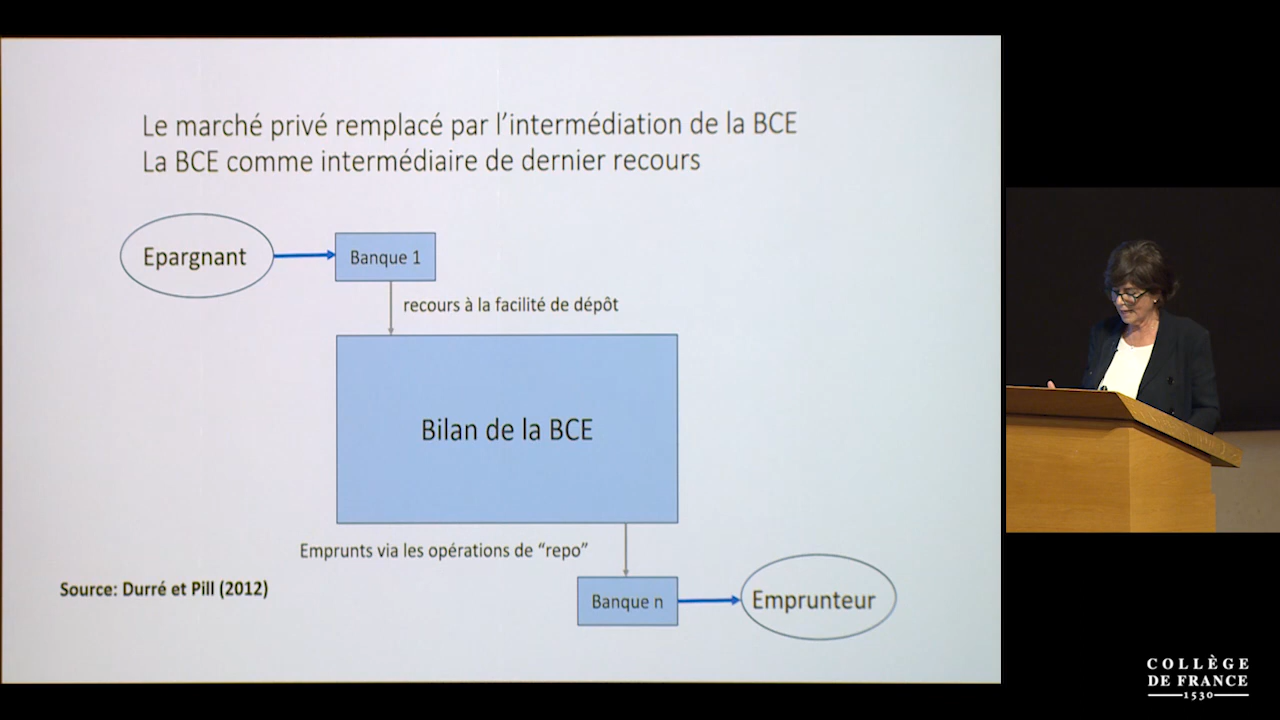 Le marché privé remplacé par l'intermédiation de la BCE
La BCE comme intermédiaire de dernier recours
Epargnant
Banque 1
recours à la facilité de dépôt
Bilan de la BCE
Emprunts via les opérations de “repo”
Banque n
Emprunteur
Source: Durré et Pill (2012)
COLLÈGE
DE FRANCE
1530